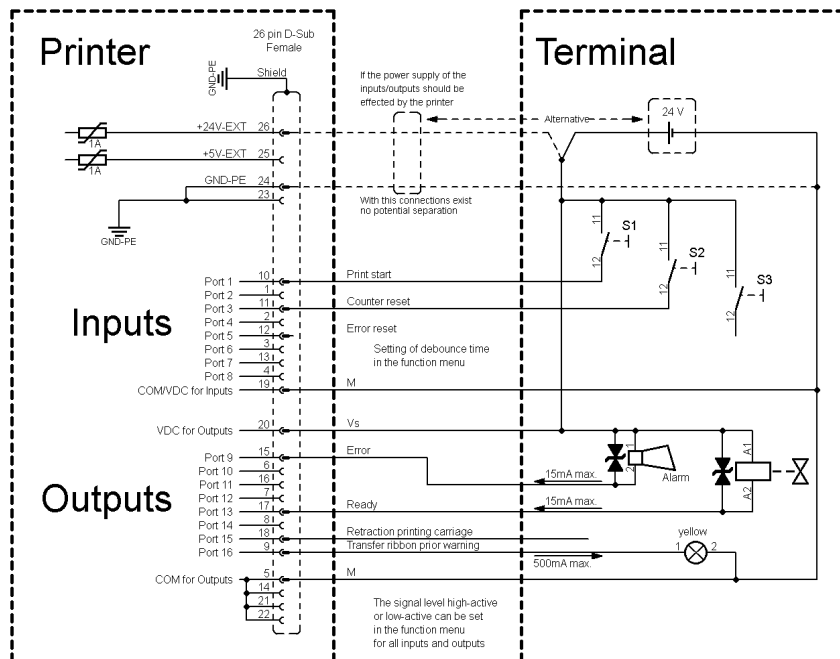 Printer
26 pin D-Sub
Female
Terminal
Shield
GND-PE
If the power supply of the
inputs/outputs should be
effected by the printer
Alternative
24 V
+24V-EXT 26
1A
+5V-EXT 25
1A
GND-PE 24
23
GND-PE
With this connections exist
no potential separation
11
S1
12
11
S2
12
11
S3
12
Inputs
Port 1 10 Print start
Port 2 1
Port 3 11 Counter reset
Port 4 2
Port 5 12 Error reset
Port 6 3
Port 7 13
Port 8 4
Setting of debounce time
in the function menu
COM/VDC for Inputs 19 M
VDC for Outputs 20 Vs
Outputs
Port 9 15 Error
Port 10 6
Port 11 16
Port 12 7
Port 13 17 Ready
Port 14 8
Port 15 18 Retraction printing carriage
Port 16 9 Transfer ribbon prior warning
15mA max.
15mA max.
500mA max.
2 1
Alarm
A1
A2
yellow
1 2
COM for Outputs 5 M
14
21
22
The signal level high-active
or low-active can be set
in the function menu
for all inputs and outputs